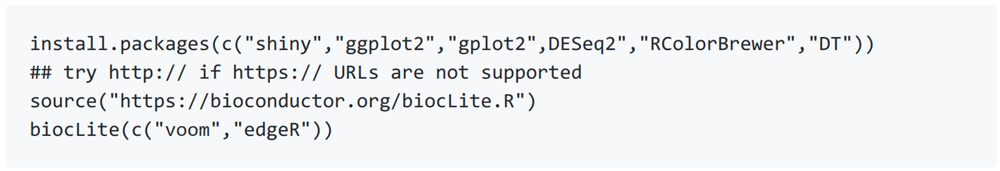 install.packages(c("shiny","ggplot2","gplot2",DESeq2","RColorBrewer","DT"))
## try http:// if https:// URLs are not supported
source("https://bioconductor.org/biocLite.R")
biocLite(c("voom","edgeR"))